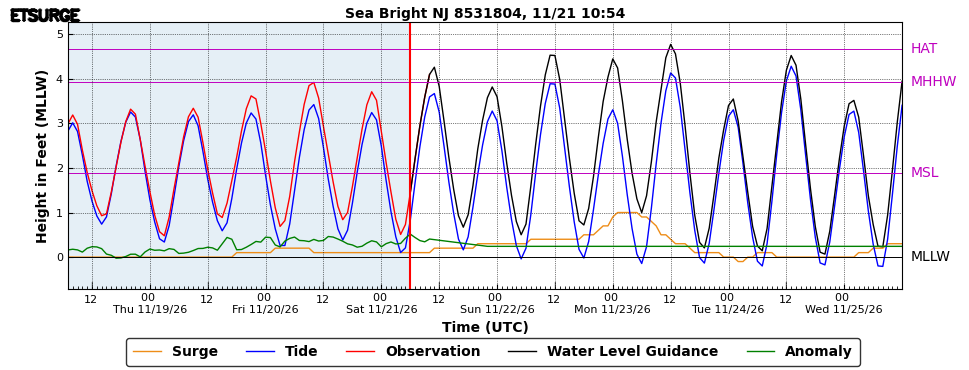 ETSURGE
Sea Bright NJ 8531804, 11/21 10:54
Height in Feet (MLLW)
5
4
3
2
1
0
HAT
MHHW
MSL
MLLW
12 00 12 00 12 00 12 00 12 00 12 00 12 00
Thu 11/19/26 Fri 11/20/26 Sat 11/21/26 Sun 11/22/26 Mon 11/23/26 Tue 11/24/26 Wed 11/25/26
Time (UTC)
Surge Tide Observation Water Level Guidance Anomaly